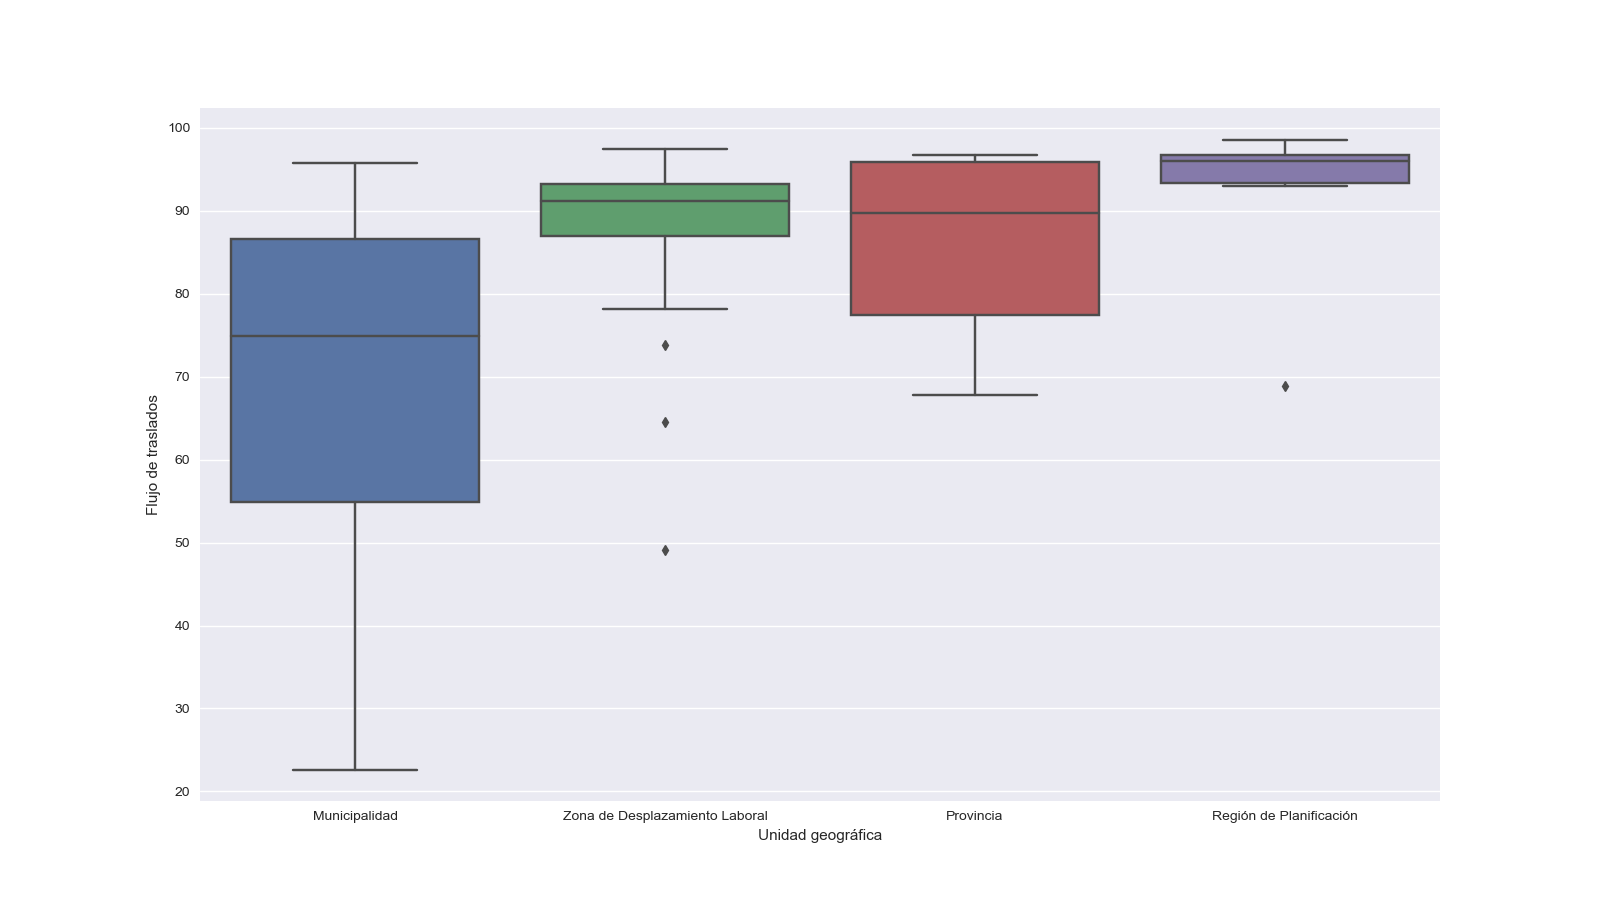 100
90
80
70
60
50
40
30
20
Flujo de traslados
Municipalidad
Zona de Desplazamiento Laboral
Provincia
Región de Planificación
Unidad geográfica